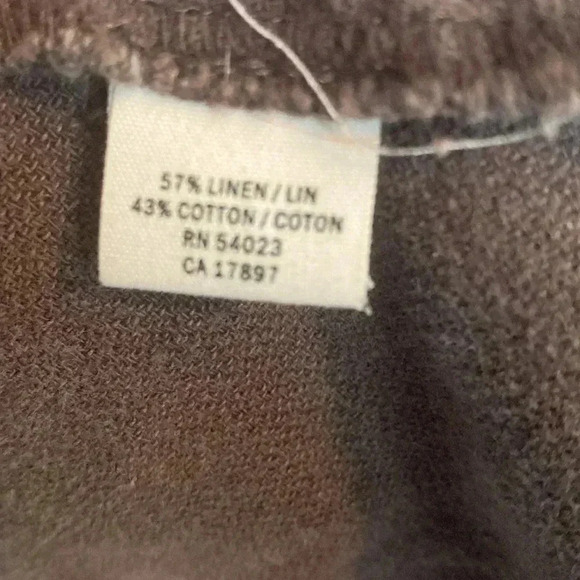 57% LINEN / LIN
43% COTTON / COTON
RN 54023
CA 17897